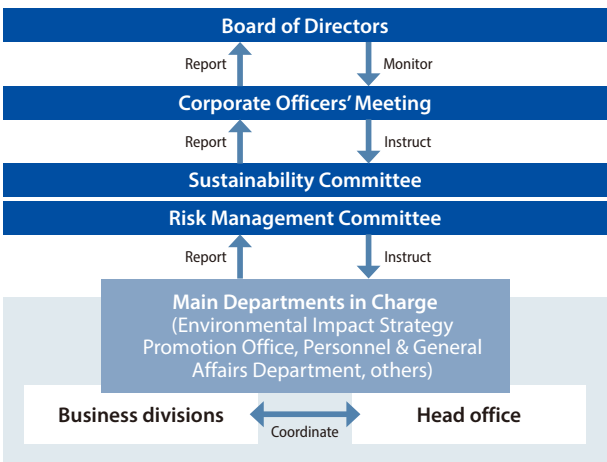 Board of Directors
Report
Monitor
Corporate Officers’ Meeting
Report
Instruct
Sustainability Committee
Risk Management Committee
Report
Instruct
Main Departments in Charge
(Environmental Impact Strategy
Promotion Office, Personnel & General
Affairs Department, others)
Business divisions
Head office
Coordinate